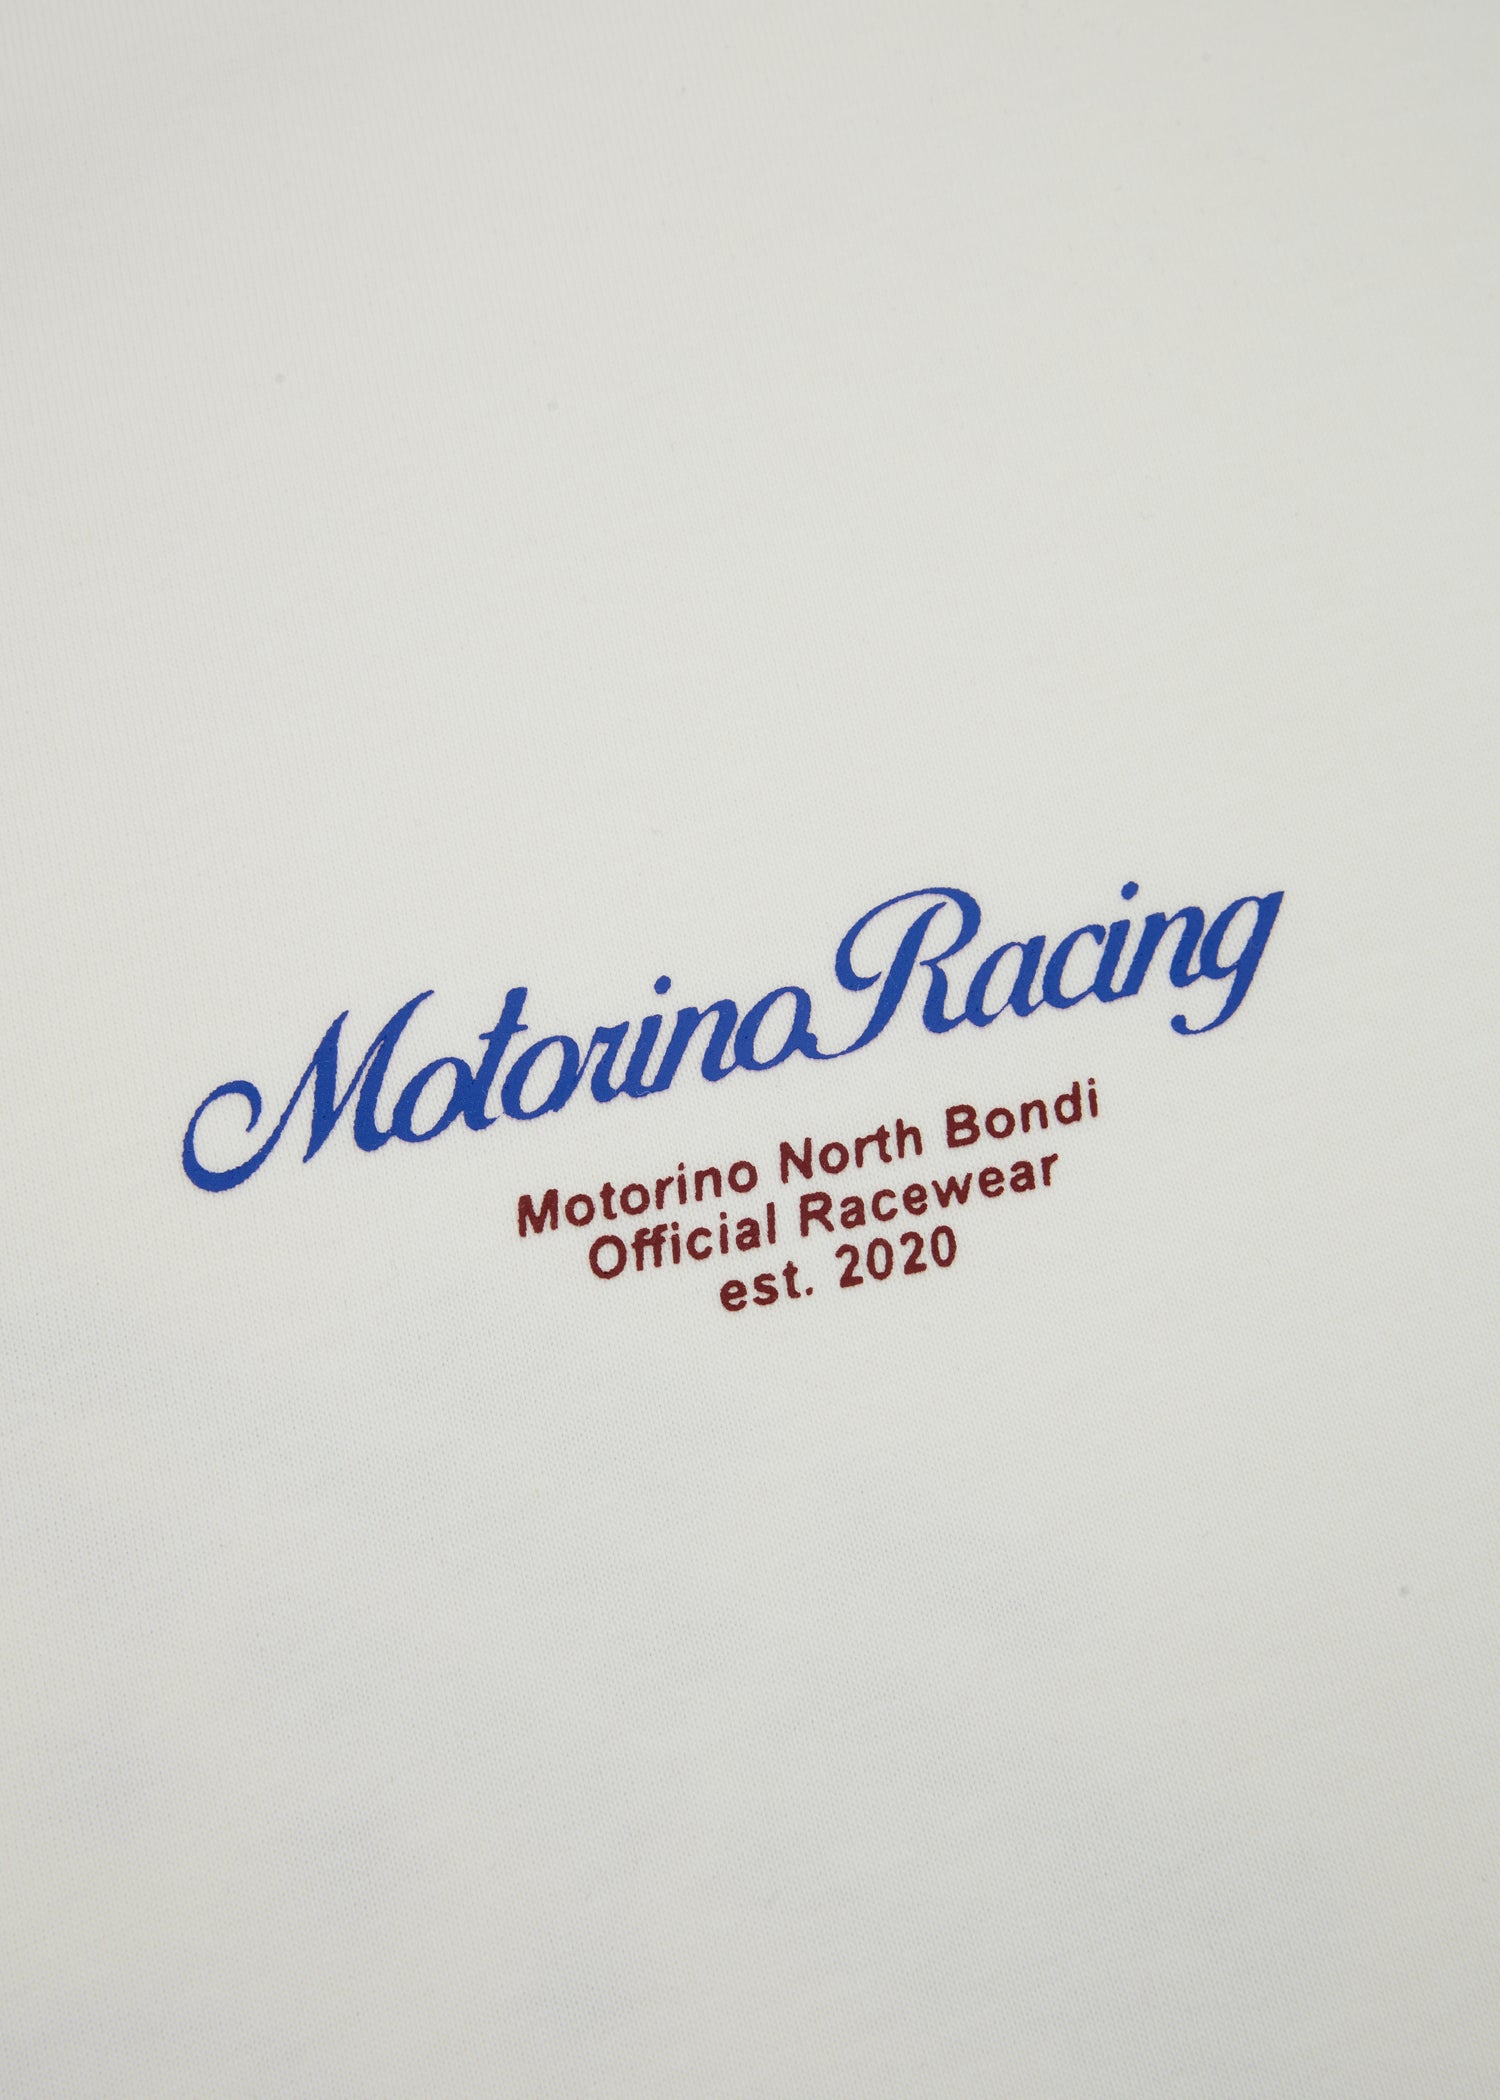 Motorino Racing
Motorino North Bondi
Official Racewear
est. 2020